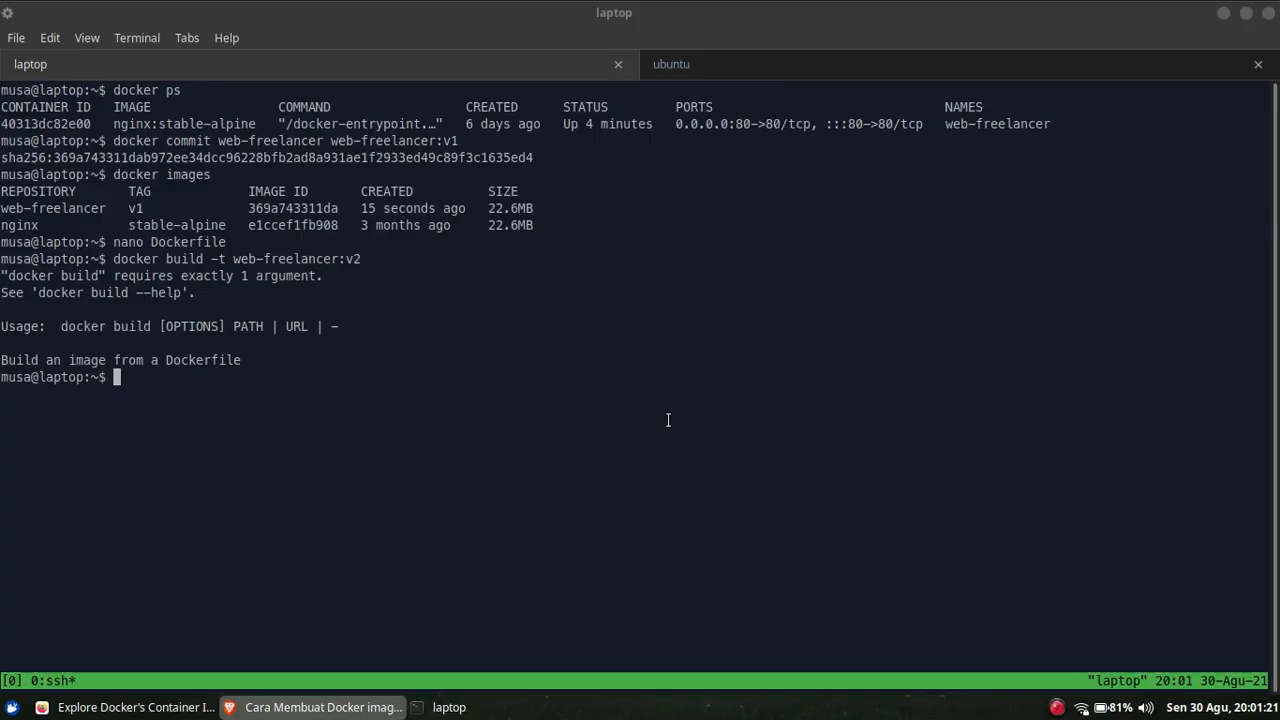 laptop
File Edit View Terminal Tabs Help
laptop ubuntu
musa@laptop:~$ docker ps
CONTAINER ID IMAGE COMMAND CREATED STATUS PORTS NAMES
40313dc82e00 nginx:stable-alpine "/docker-entrypoint.…" 6 days ago Up 4 minutes 0.0.0.0:80->80/tcp, :::80->80/tcp web-freelancer
musa@laptop:~$ docker commit web-freelancer web-freelancer:v1
sha256:369a743311dab972ee34dcc96228bfb2ad8a931ae1f2933ed49c89f3c1635ed4
musa@laptop:~$ docker images
REPOSITORY TAG IMAGE ID CREATED SIZE
web-freelancer v1 369a743311da 15 seconds ago 22.6MB
nginx stable-alpine e1ccef1fb908 3 months ago 22.6MB
musa@laptop:~$ nano Dockerfile
musa@laptop:~$ docker build -t web-freelancer:v2
"docker build" requires exactly 1 argument.
See 'docker build --help'.
Usage: docker build [OPTIONS] PATH | URL | -
Build an image from a Dockerfile
musa@laptop:~$
[0] 0:ssh* "laptop" 20:01 30-Agu-21
Explore Docker's Container I... Cara Membuat Docker imag... laptop 81% Sen 30 Agu, 20:01:21